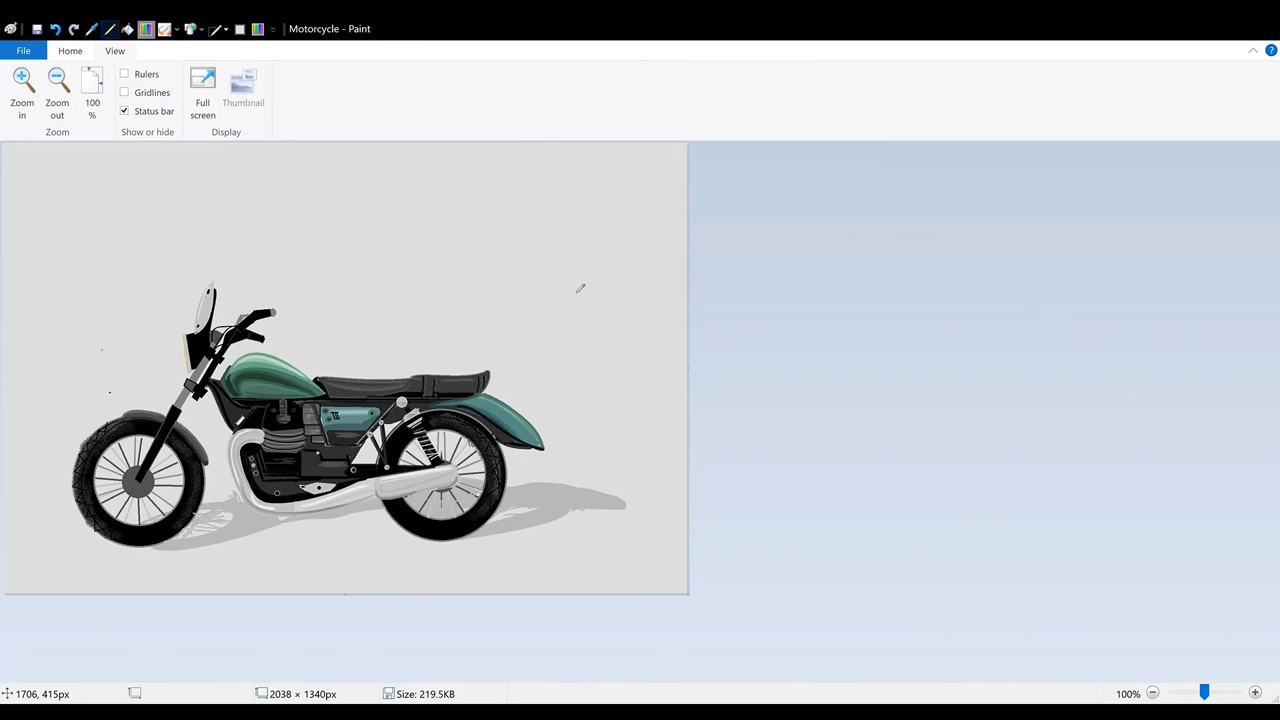 Motorcycle - Paint
File Home View
Zoom in
Zoom out
100 %
Rulers
Gridlines
Status bar
Full screen
Thumbnail
Zoom
Show or hide
Display
1706, 415px
2038 × 1340px
Size: 219.5KB
100%